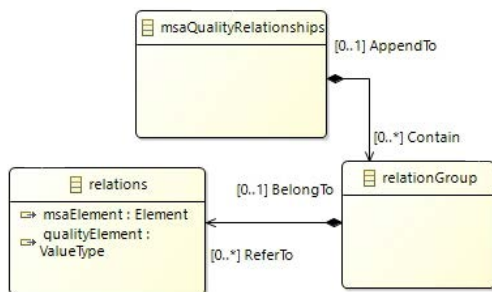 msaQualityRelationships
[0..1] AppendTo
[0..*] Contain
relations
[0..1] BelongTo
relationGroup
msaElement : Element
qualityElement :
ValueType
[0..*] ReferTo